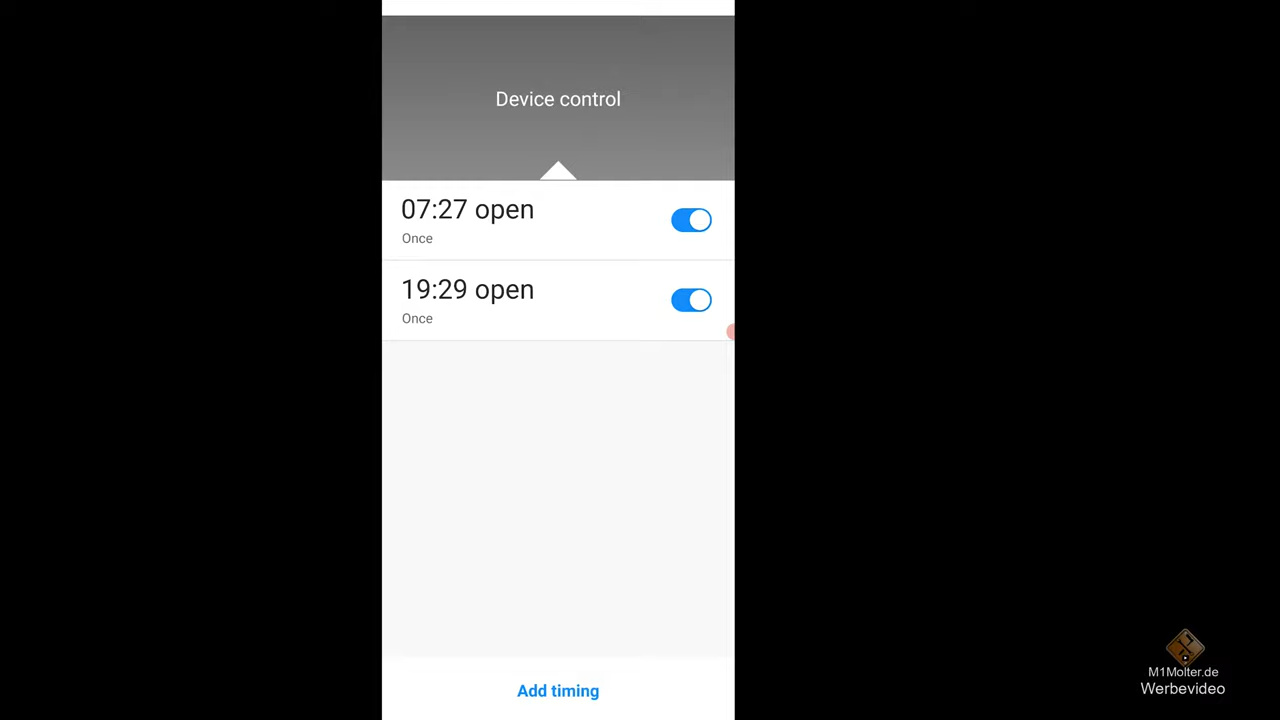 Device control
07:27 open
Once
19:29 open
Once
Add timing
M1Molter.de
Werbevideo